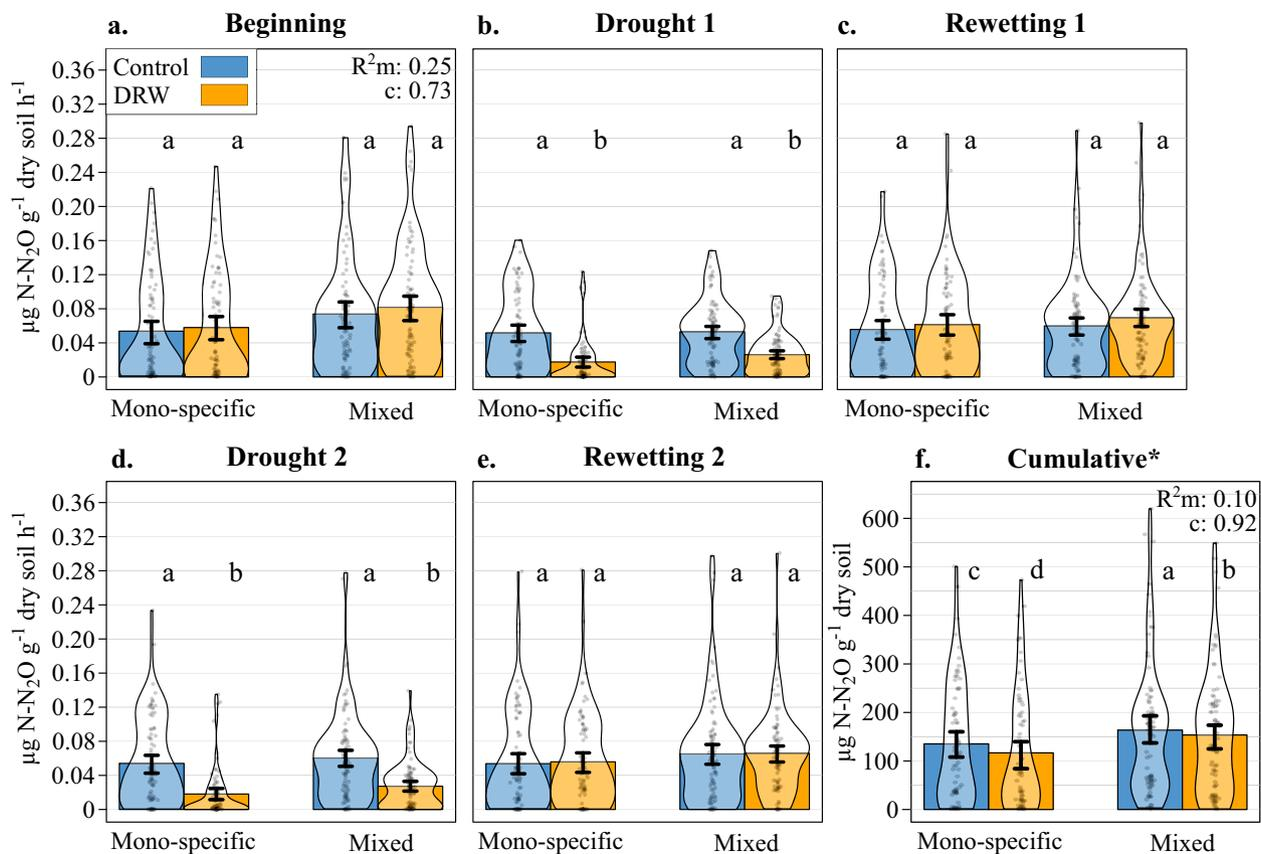 a. Beginning
b. Drought 1
c. Rewetting 1
µg N-N₂O g⁻¹ dry soil h⁻¹
0.36
0.32
0.28
0.24
0.20
0.16
0.12
0.08
0.04
0
Control
DRW
R²m: 0.25
c: 0.73
a a a a
a b a b
a a a a
Mono-specific Mixed
Mono-specific Mixed
Mono-specific Mixed
d. Drought 2
e. Rewetting 2
f. Cumulative*
µg N-N₂O g⁻¹ dry soil h⁻¹
0.36
0.32
0.28
0.24
0.20
0.16
0.12
0.08
0.04
0
a b a b
a a a a
µg N-N₂O g⁻¹ dry soil
600
500
400
300
200
100
0
R²m: 0.10
c: 0.92
c d a b
Mono-specific Mixed
Mono-specific Mixed
Mono-specific Mixed